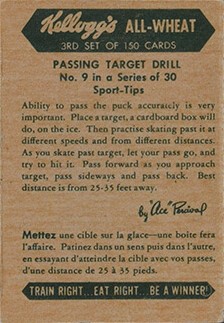 Kellogg's ALL-WHEAT
3RD SET OF 150 CARDS
PASSING TARGET DRILL
No. 9 in a Series of 30
Sport-Tips
Ability to pass the puck accurately is very
important. Place a target, a cardboard box will
do, on the ice. Then practise skating past it at
different speeds and from different distances.
As you skate past target, let your pass go, and
try to hit it. Pass forward as you approach
target, pass sideways and pass back. Best
distance is from 25-35 feet away.
by "Ace" Percival
Mettez une cible sur la glace—une boîte fera
l'affaire. Patinez dans un sens puis dans l'autre,
en essayant d'atteindre la cible avec vos passes,
d'une distance de 25 à 35 pieds.
TRAIN RIGHT...EAT RIGHT...BE A WINNER!